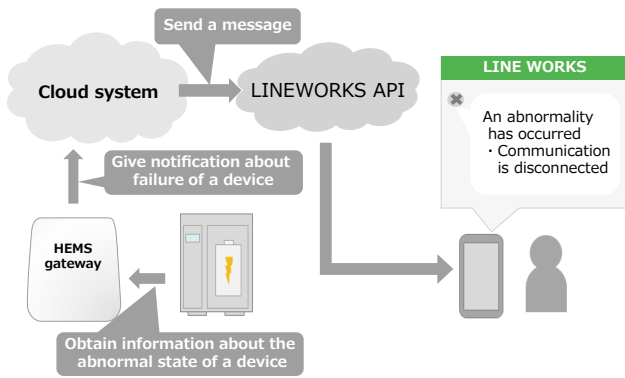 Send a message
Cloud system
LINEWORKS API
LINE WORKS
An abnormality
has occurred
・Communication
is disconnected
Give notification about
failure of a device
HEMS
gateway
Obtain information about the
abnormal state of a device